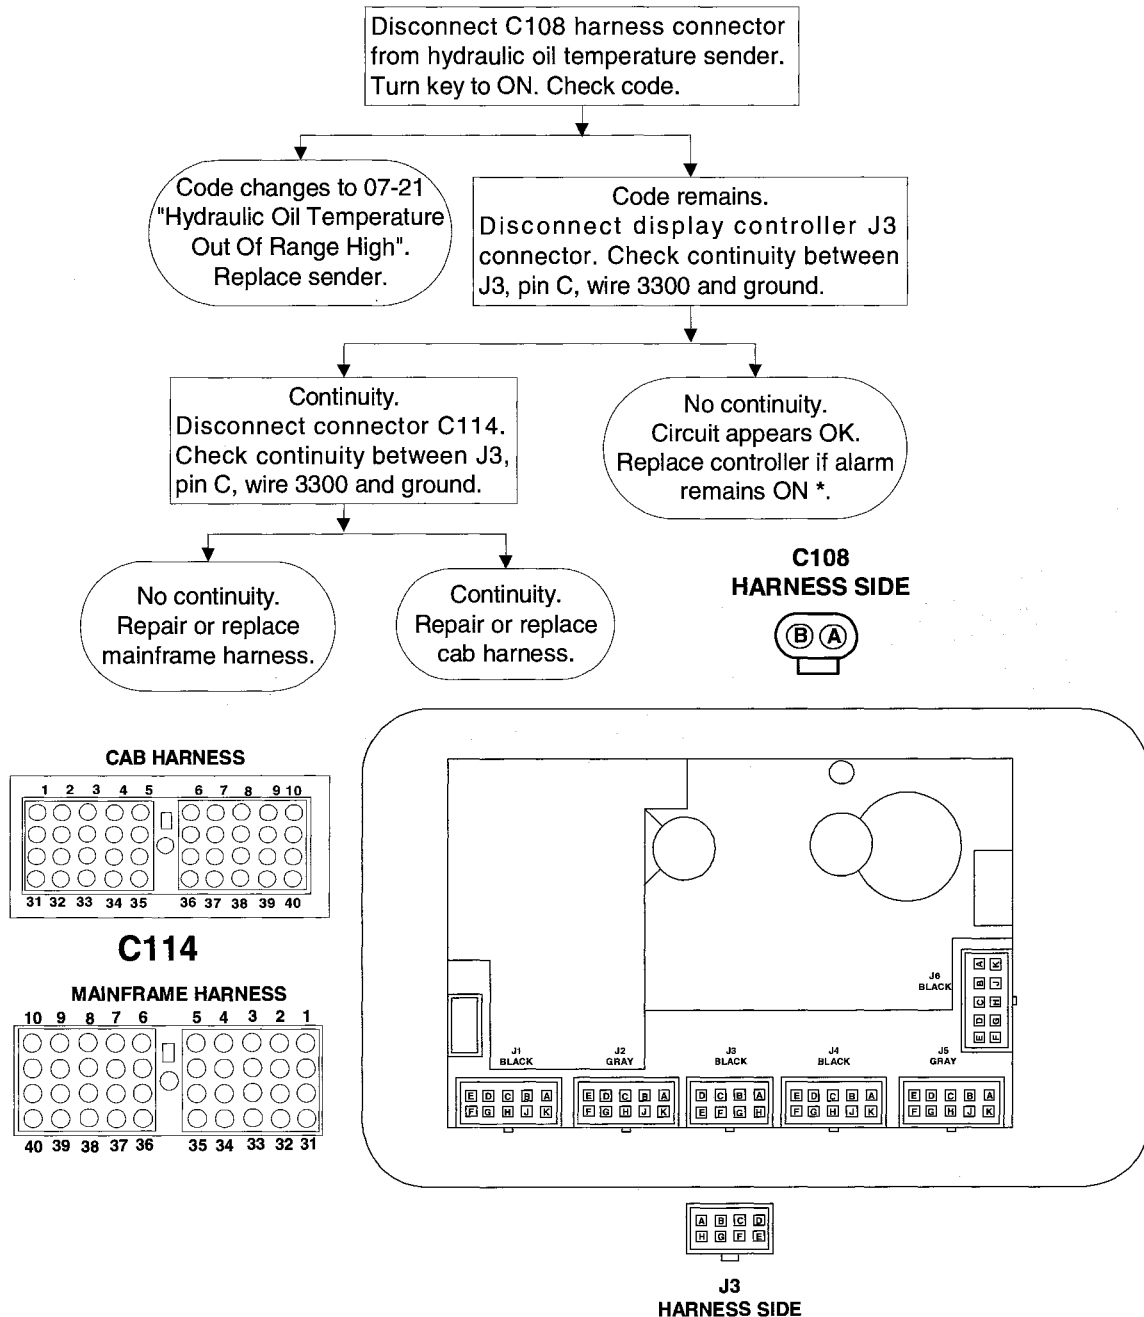 Disconnect C108 harness connector
from hydraulic oil temperature sender.
Turn key to ON. Check code.
Code changes to 07-21
"Hydraulic Oil Temperature
Out Of Range High".
Replace sender.
Code remains.
Disconnect display controller J3
connector. Check continuity between
J3, pin C, wire 3300 and ground.
Continuity.
Disconnect connector C114.
Check continuity between J3,
pin C, wire 3300 and ground.
No continuity.
Circuit appears OK.
Replace controller if alarm
remains ON *.
No continuity.
Repair or replace
mainframe harness.
Continuity.
Repair or replace
cab harness.
C108
HARNESS SIDE
B A
CAB HARNESS
1 2 3 4 5 6 7 8 9 10
31 32 33 34 35 36 37 38 39 40
C114
MAINFRAME HARNESS
10 9 8 7 6 5 4 3 2 1
40 39 38 37 36 35 34 33 32 31
J6
BLACK
A B C D E
K J H G F
J1
BLACK
E D C B A
F G H J K
J2
GRAY
E D C B A
F G H J K
J3
BLACK
D C B A
E F G H
J4
BLACK
E D C B A
F G H J K
J5
GRAY
E D C B A
F G H J K
A B C D
H G F E
J3
HARNESS SIDE